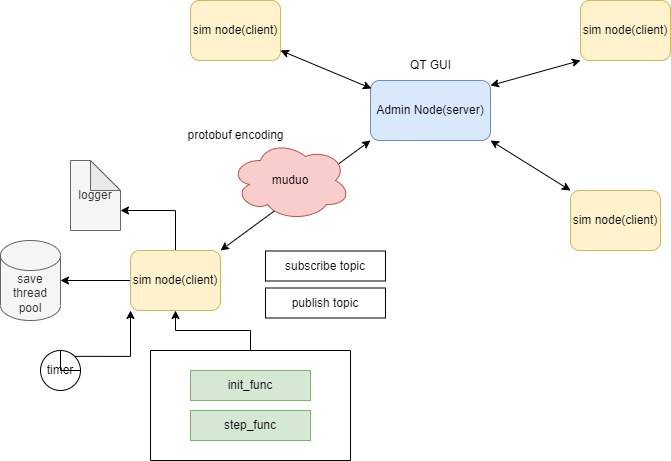 sim node(client)
sim node(client)
QT GUI
Admin Node(server)
protobuf encoding
muduo
logger
sim node(client)
subscribe topic
save
thread
pool
sim node(client)
publish topic
timer
init_func
step_func